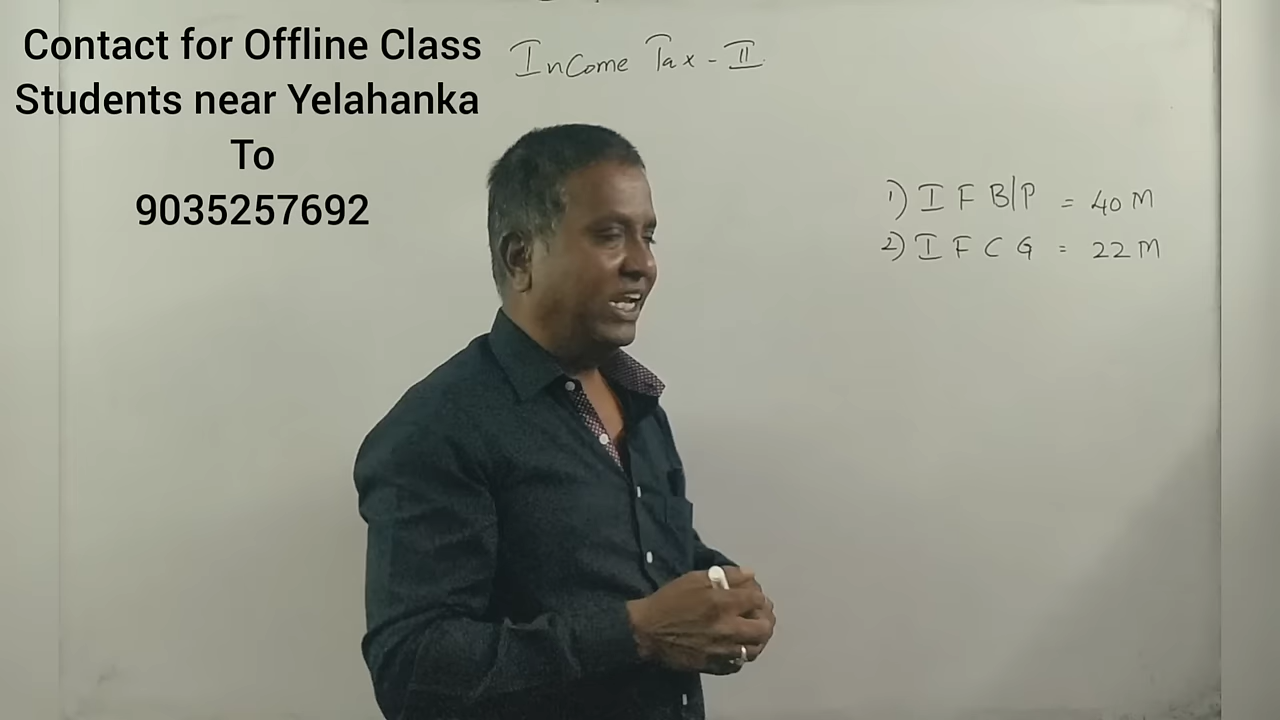 Contact for Offline Class
Students near Yelahanka
To
9035257692
Income Tax - II
1) I F B/P = 40 M
2) I F C G = 22 M